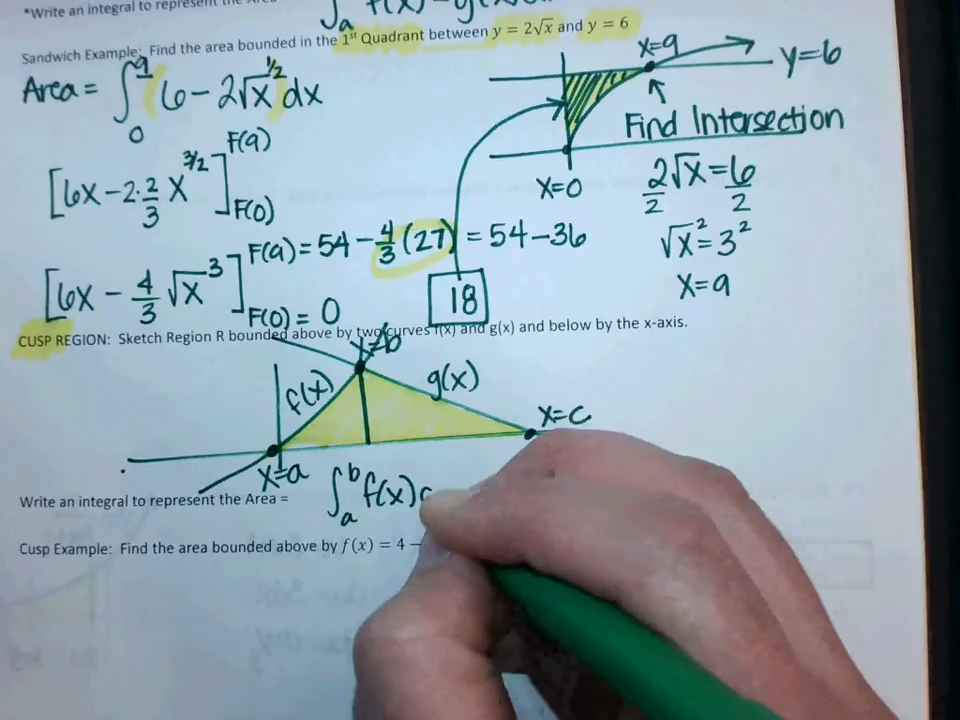 *Write an integral to represent the Area
∫ₐ f(x) − g(x)
Sandwich Example: Find the area bounded in the 1st Quadrant between y = 2√x and y = 6
Area = ∫₀⁹ 6 − 2√x^(1/2) dx
x=9
y=6
Find Intersection
x=0
2√x = 6
2 2
√x² = 3²
x=9
[6x − 2·2/3 x^(3/2)] F(9)
F(0)
[6x − 4/3 √x³] F(9) = 54 − 4/3 (27) = 54 − 36
F(0) = 0
18
CUSP REGION: Sketch Region R bounded above by two curves f(x) and g(x) and below by the x-axis.
x=b
f(x)
g(x)
x=c
x=a
Write an integral to represent the Area = ∫ₐᵇ f(x)
Cusp Example: Find the area bounded above by f(x) = 4 −